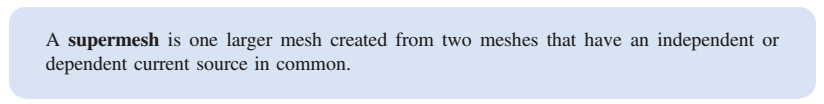 A supermesh is one larger mesh created from two meshes that have an independent or
dependent current source in common.